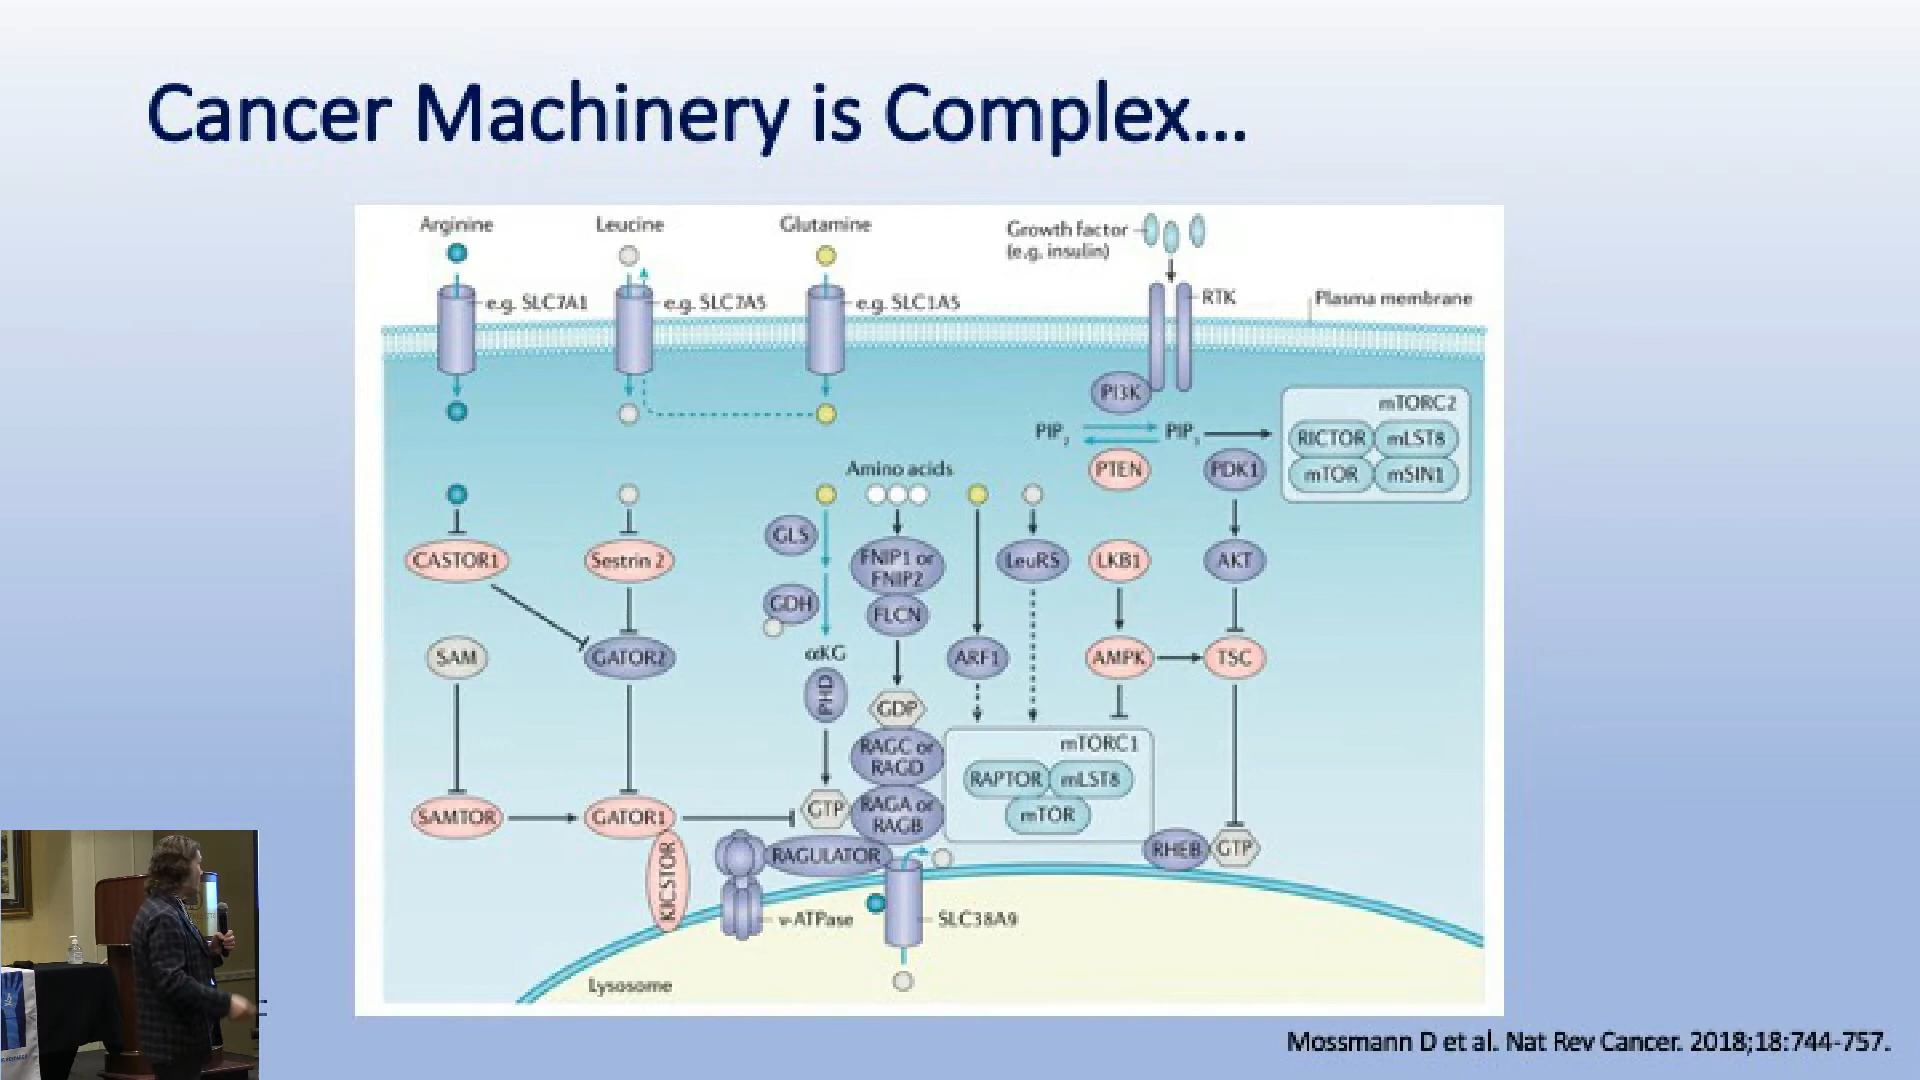 Cancer Machinery is Complex...
Arginine
Leucine
Glutamine
Growth factor
(e.g. insulin)
e.g. SLC7A1
e.g. SLC7A5
e.g. SLC1A5
RTK
Plasma membrane
PI3K
mTORC2
PIP2
PIP3
RICTOR
mLST8
Amino acids
PTEN
PDK1
mTOR
mSIN1
GLS
CASTOR1
Sestrin 2
FNIP1 or
FNIP2
LeuRS
LKB1
AKT
GDH
FLCN
SAM
GATOR2
αKG
ARF1
AMPK
TSC
PHD
GDP
RAGC or
RAGD
mTORC1
RAPTOR
mLST8
mTOR
SAMTOR
GATOR1
GTP
RAGA or
RAGB
KICSTOR
RAGULATOR
RHEB
GTP
v-ATPase
SLC38A9
Lysosome
Mossmann D et al. Nat Rev Cancer. 2018;18:744-757.